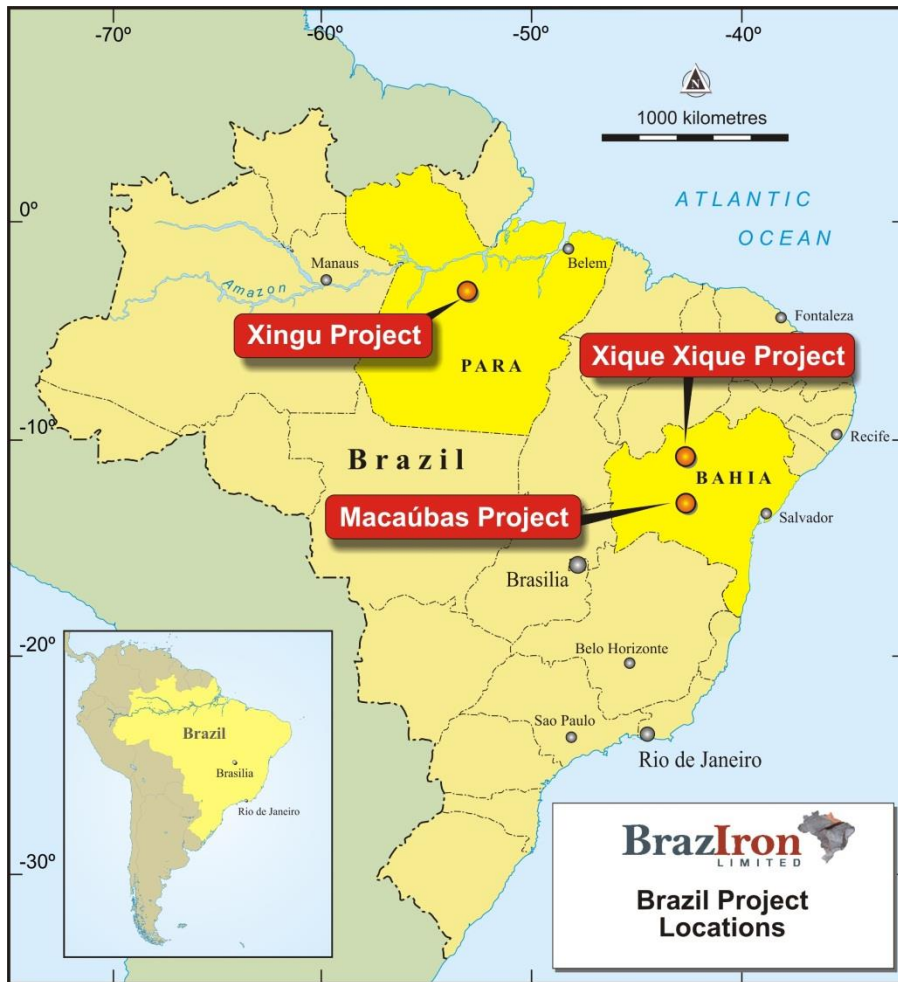 -70º
-60º
-50º
-40º
N
1000 kilometres
0º
ATLANTIC
OCEAN
Manaus
Belem
Amazon
Fontaleza
Xingu Project
Xique Xique Project
PARA
-10º
Recife
Brazil
BAHIA
Macaúbas Project
Salvador
Brasilia
-20º
Belo Horizonte
Sao Paulo
Rio de Janeiro
Brazil
Brasilia
Rio de Janeiro
-30º
BrazIron
LIMITED
Brazil Project
Locations